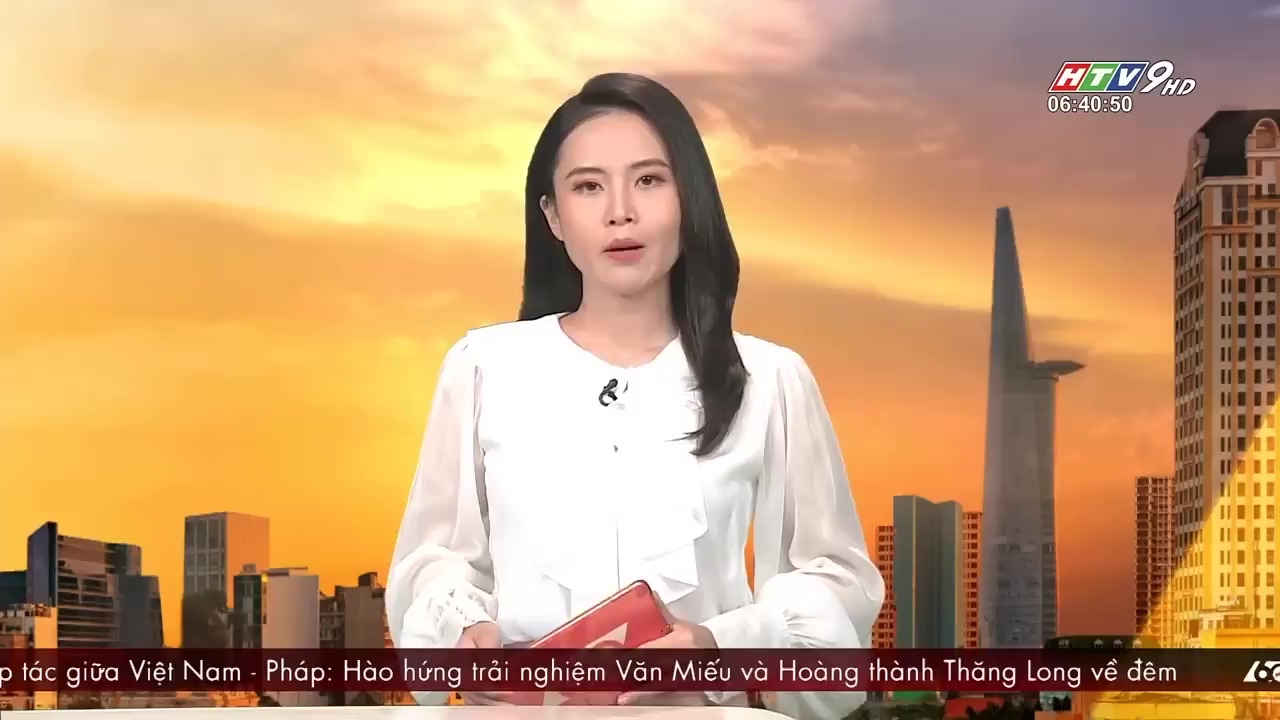 HTV9HD
06:40:50
p tác giữa Việt Nam - Pháp: Hào hứng trải nghiệm Văn Miếu và Hoàng thành Thăng Long về đêm